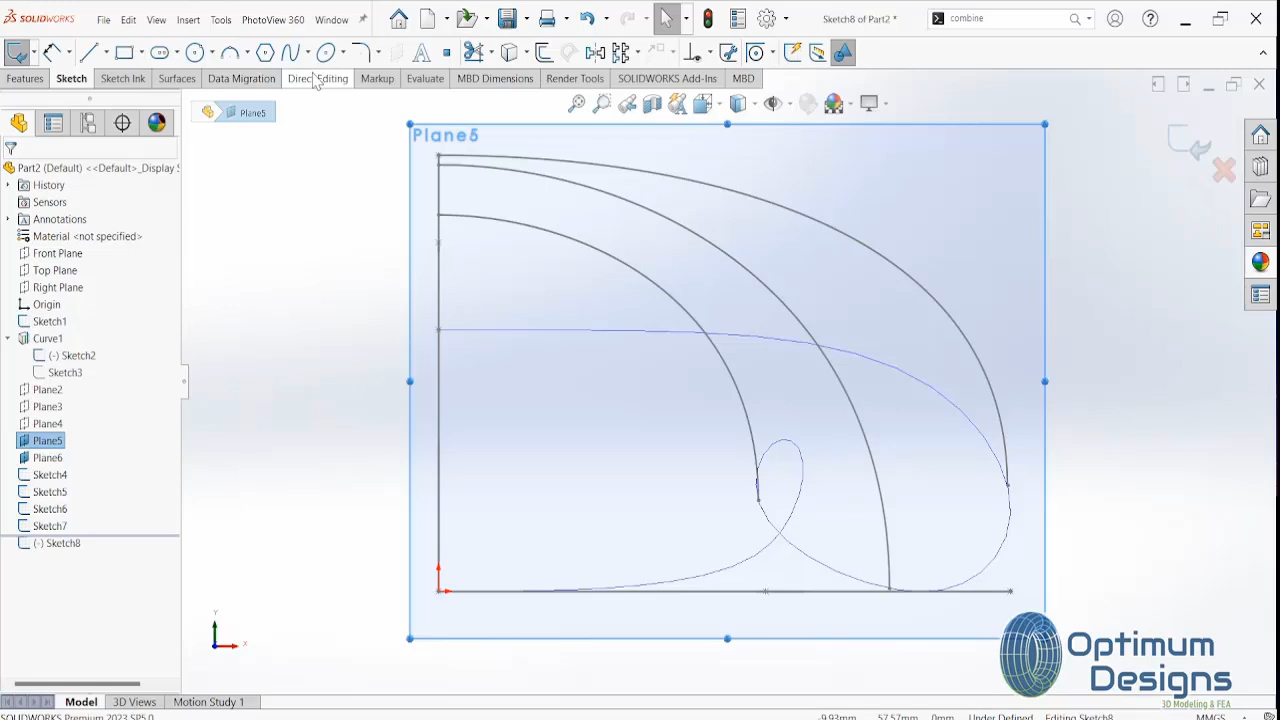 SOLIDWORKS File Edit View Insert Tools PhotoView 360 Window Sketch8 of Part2 * combine
Features Sketch Sketch Ink Surfaces Data Migration Direct Editing Markup Evaluate MBD Dimensions Render Tools SOLIDWORKS Add-Ins MBD
Plane5
Plane5
Part2 (Default) <<Default>_Display S
History
Sensors
Annotations
Material <not specified>
Front Plane
Top Plane
Right Plane
Origin
Sketch1
Curve1
(-) Sketch2
Sketch3
Plane2
Plane3
Plane4
Plane5
Plane6
Sketch4
Sketch5
Sketch6
Sketch7
(-) Sketch8
Y
X
Optimum
Designs
3D Modeling & FEA
Model 3D Views Motion Study 1
SOLIDWORKS Premium 2023 SP5.0 -9.93mm 57.57mm 0mm Under Defined Editing Sketch8 MMGS